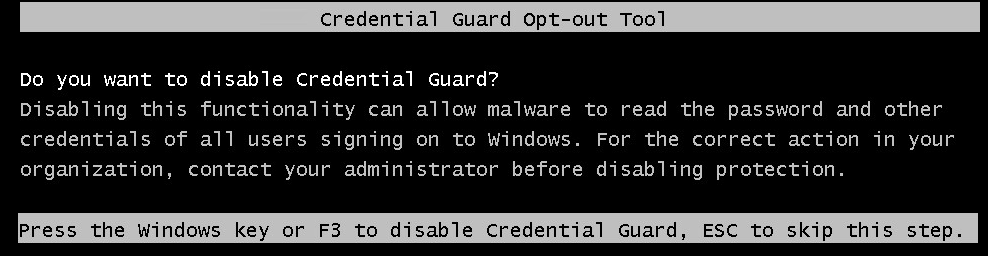 Credential Guard Opt-out Tool
Do you want to disable Credential Guard?
Disabling this functionality can allow malware to read the password and other
credentials of all users signing on to Windows. For the correct action in your
organization, contact your administrator before disabling protection.
Press the Windows key or F3 to disable Credential Guard, ESC to skip this step.